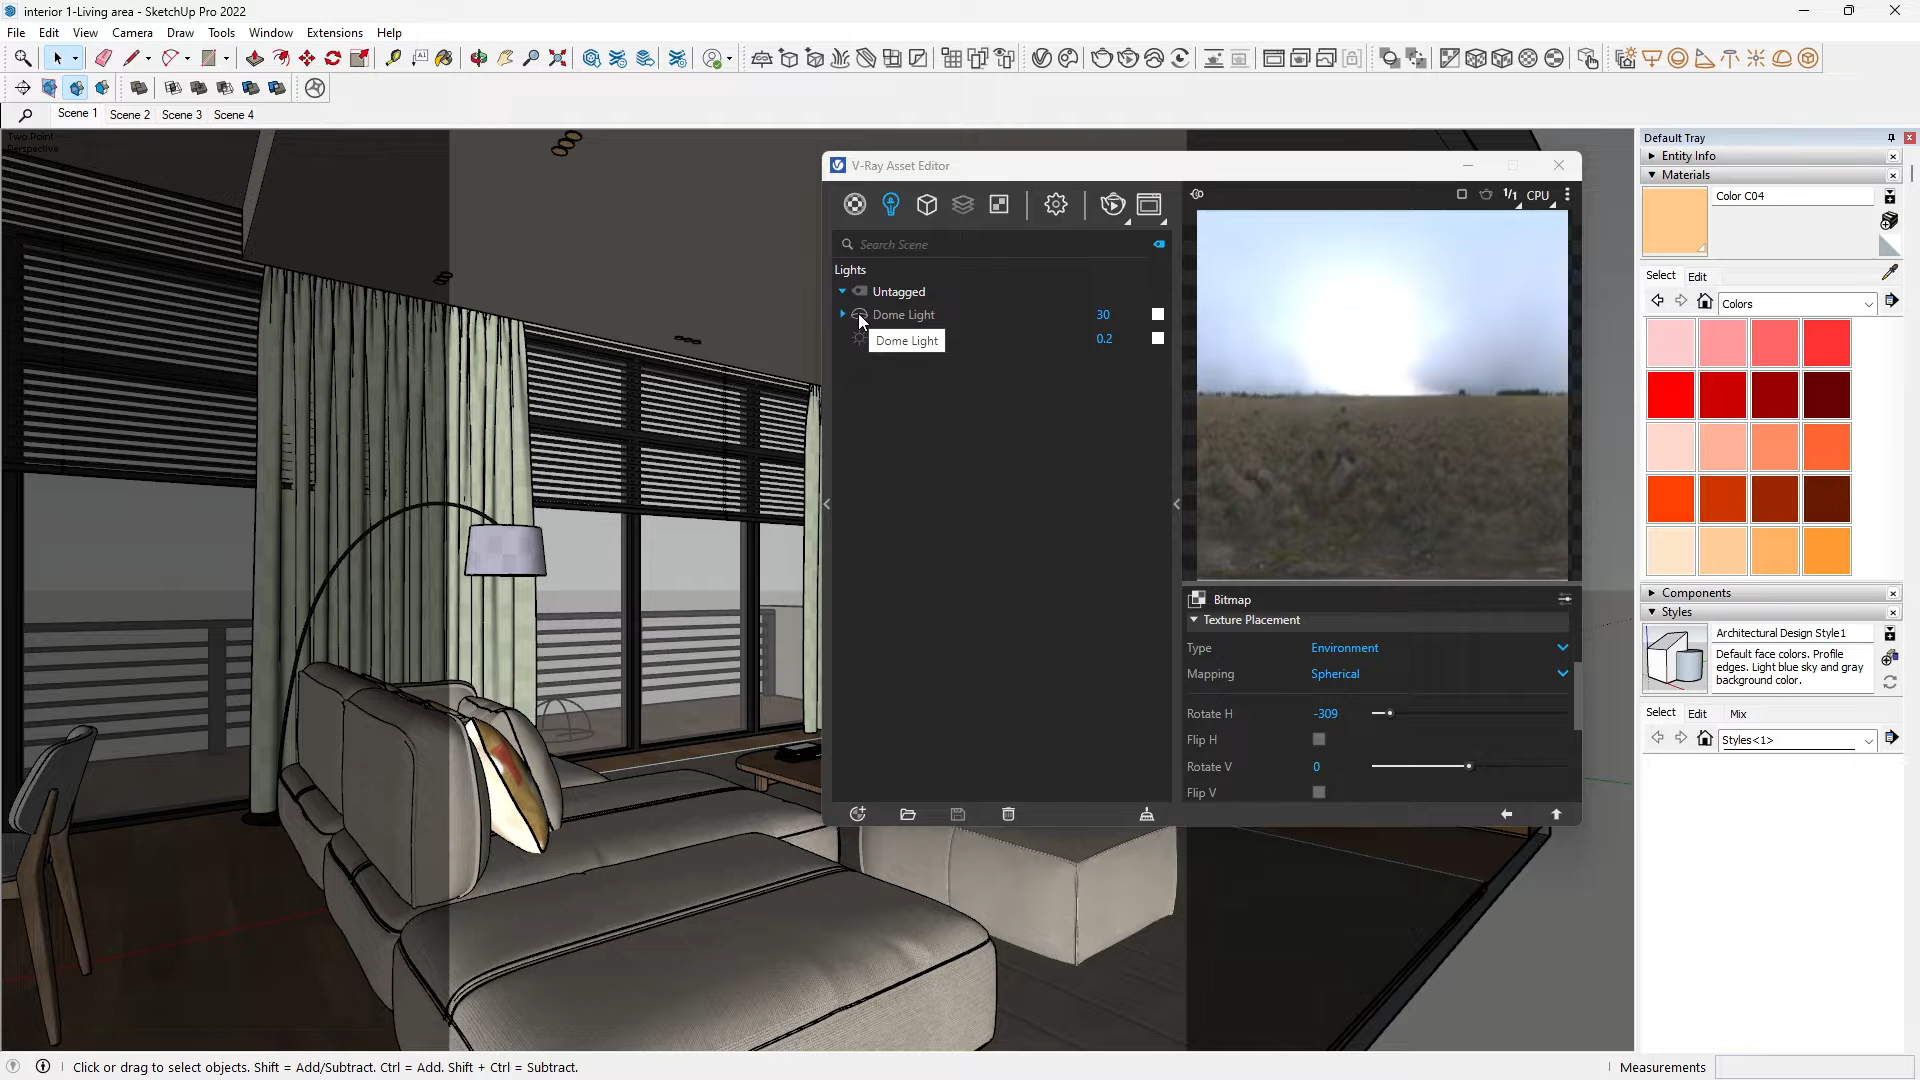 interior 1-Living area - SketchUp Pro 2022
File Edit View Camera Draw Tools Window Extensions Help
Scene 1 Scene 2 Scene 3 Scene 4
Two Point
Perspective
V-Ray Asset Editor
1/1 CPU
Search Scene
Lights
Untagged
Dome Light 30
Dome Light
0.2
Bitmap
Texture Placement
Type Environment
Mapping Spherical
Rotate H -309
Flip H
Rotate V 0
Flip V
Default Tray
Entity Info
Materials
Color C04
Select Edit
Colors
Components
Styles
Architectural Design Style1
Default face colors. Profile
edges. Light blue sky and gray
background color.
Select Edit Mix
Styles<1>
Click or drag to select objects. Shift = Add/Subtract. Ctrl = Add. Shift + Ctrl = Subtract.
Measurements